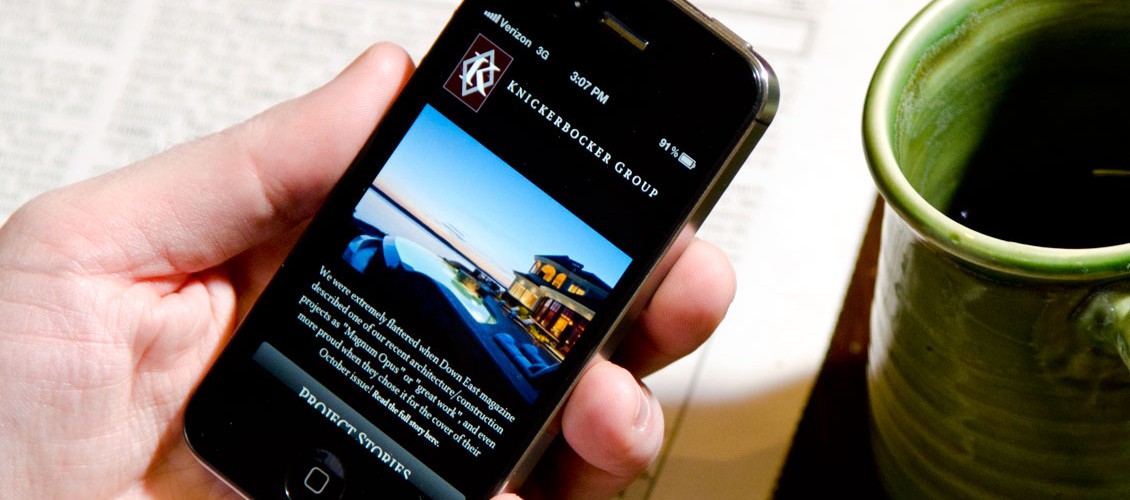 Verizon 3G
3:07 PM
91%
K
KNICKERBOCKER GROUP
We were extremely flattered when Down East magazine
described one of our recent architecture/construction
projects as "Magnum Opus" or "great work", and even
more proud when they chose it for the cover of their
October issue! Read the full story here.
PROJECT STORIES